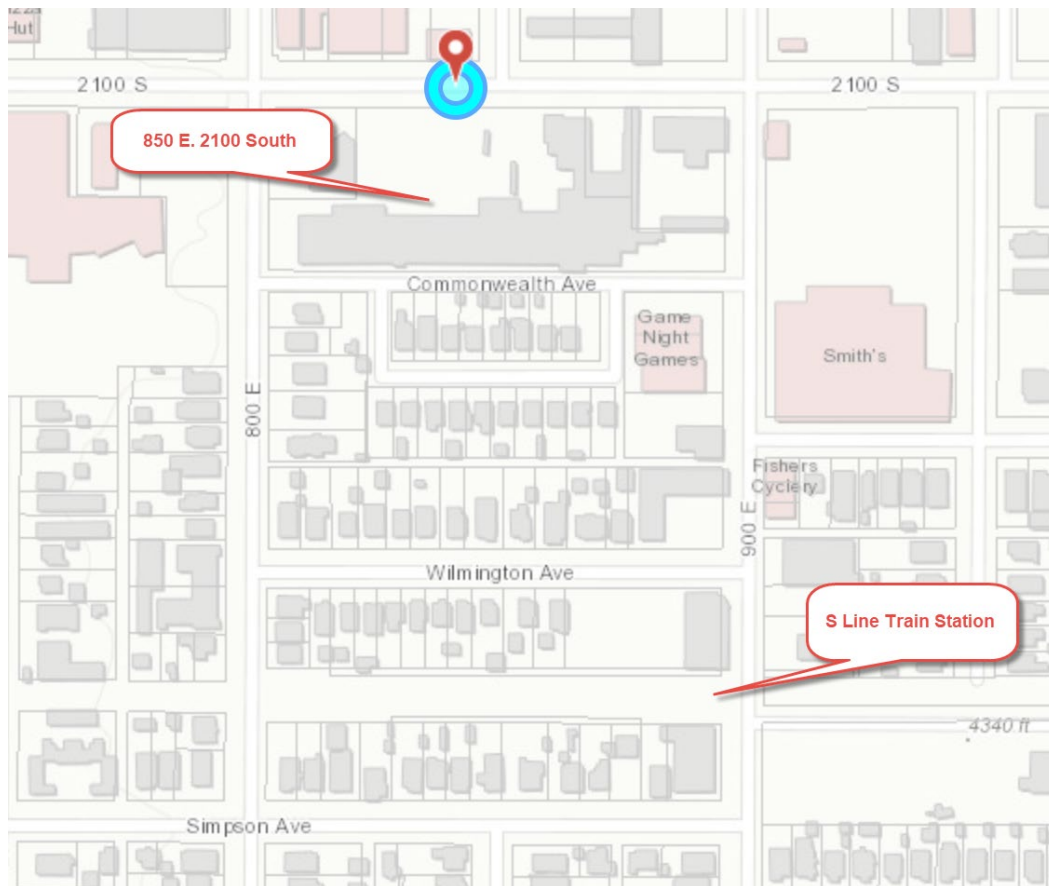 Hut
2100 S
2100 S
850 E. 2100 South
Commonwealth Ave
Game
Night
Games
Smith's
800 E
Fishers
Cyclery
900 E
Wilmington Ave
S Line Train Station
4340 ft
Simpson Ave